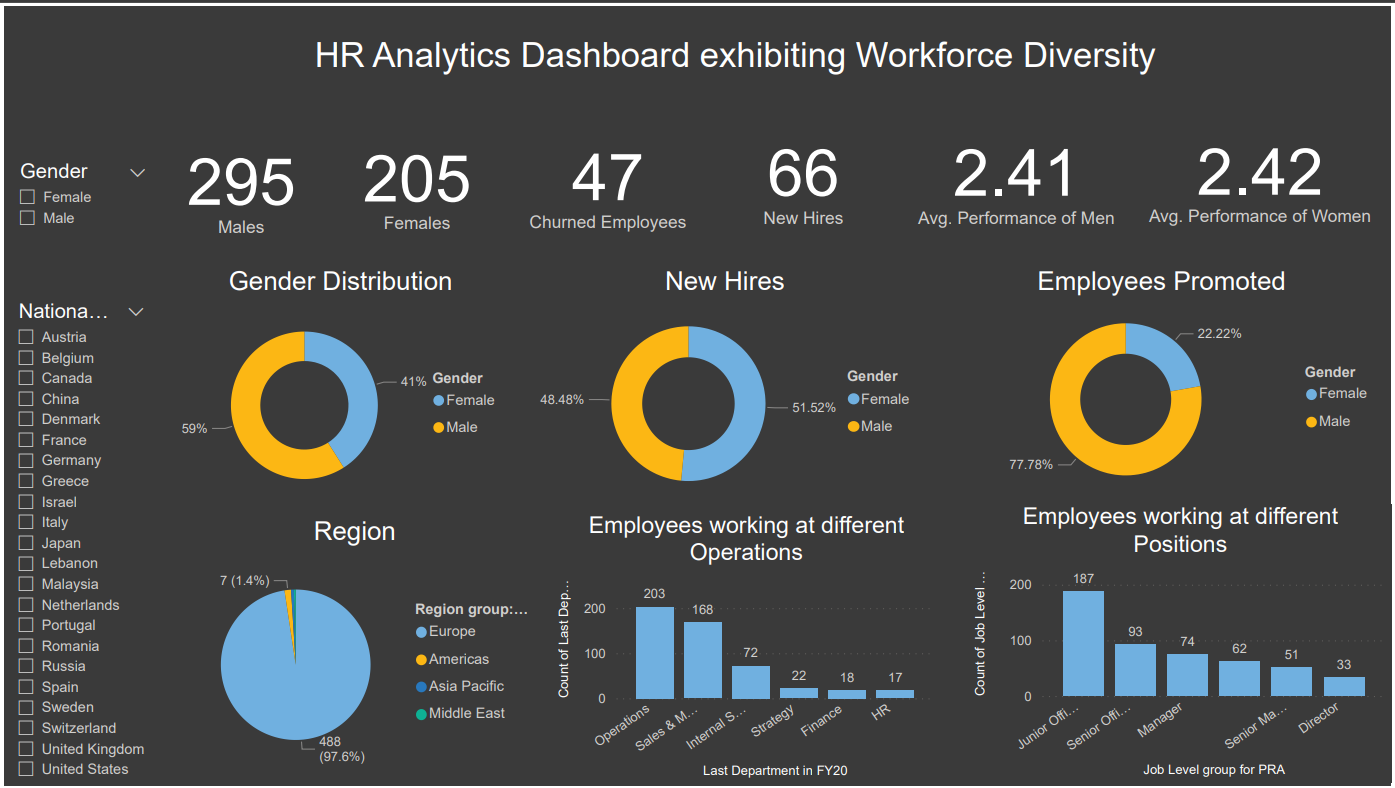 HR Analytics Dashboard exhibiting Workforce Diversity
Gender
Female
Male
295
Males
205
Females
47
Churned Employees
66
New Hires
2.41
Avg. Performance of Men
2.42
Avg. Performance of Women
Nationa...
Austria
Belgium
Canada
China
Denmark
France
Germany
Greece
Israel
Italy
Japan
Lebanon
Malaysia
Netherlands
Portugal
Romania
Russia
Spain
Sweden
Switzerland
United Kingdom
United States
Gender Distribution
41%
59%
Gender
Female
Male
New Hires
48.48%
51.52%
Gender
Female
Male
Employees Promoted
22.22%
77.78%
Gender
Female
Male
Region
7 (1.4%)
488
(97.6%)
Region group:...
Europe
Americas
Asia Pacific
Middle East
Employees working at different
Operations
Count of Last Dep...
200
100
0
203
168
72
22
18
17
Operations
Sales & M...
Internal S...
Strategy
Finance
HR
Last Department in FY20
Employees working at different
Positions
Count of Job Level ...
200
100
0
187
93
74
62
51
33
Junior Offi...
Senior Offi...
Manager
Senior Ma...
Director
Job Level group for PRA